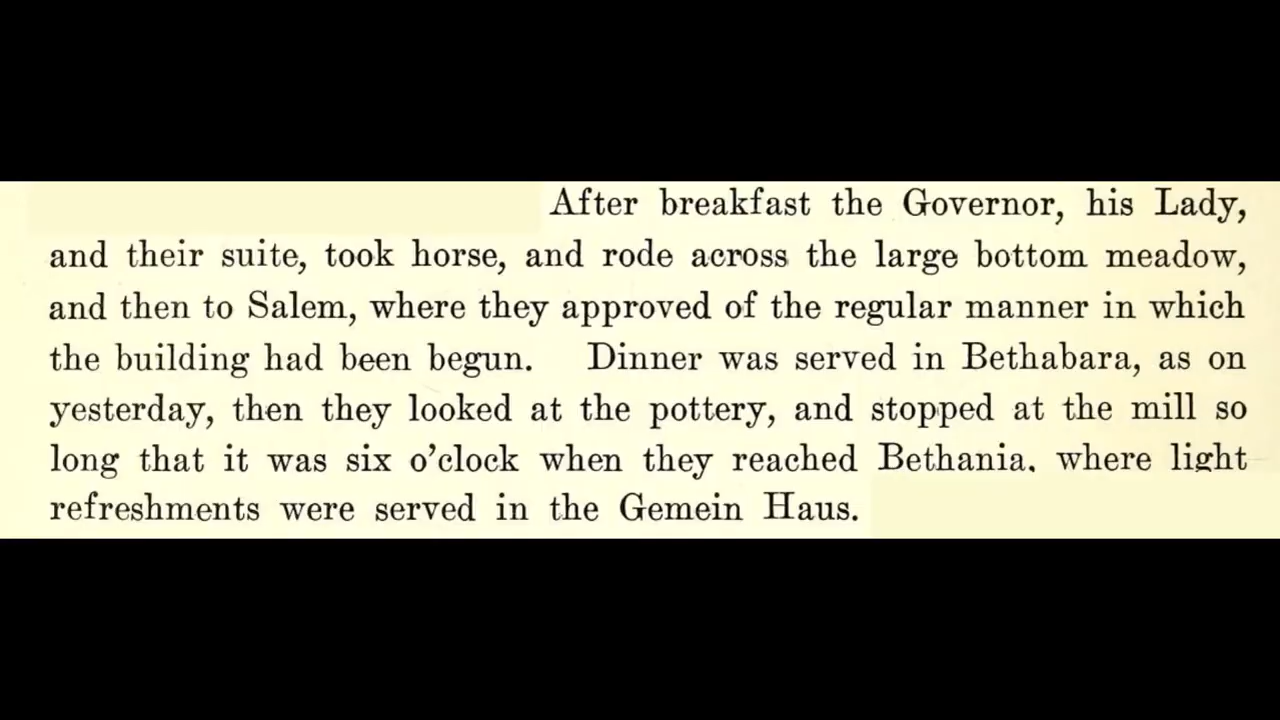 After breakfast the Governor, his Lady,
and their suite, took horse, and rode across the large bottom meadow,
and then to Salem, where they approved of the regular manner in which
the building had been begun. Dinner was served in Bethabara, as on
yesterday, then they looked at the pottery, and stopped at the mill so
long that it was six o'clock when they reached Bethania, where light
refreshments were served in the Gemein Haus.